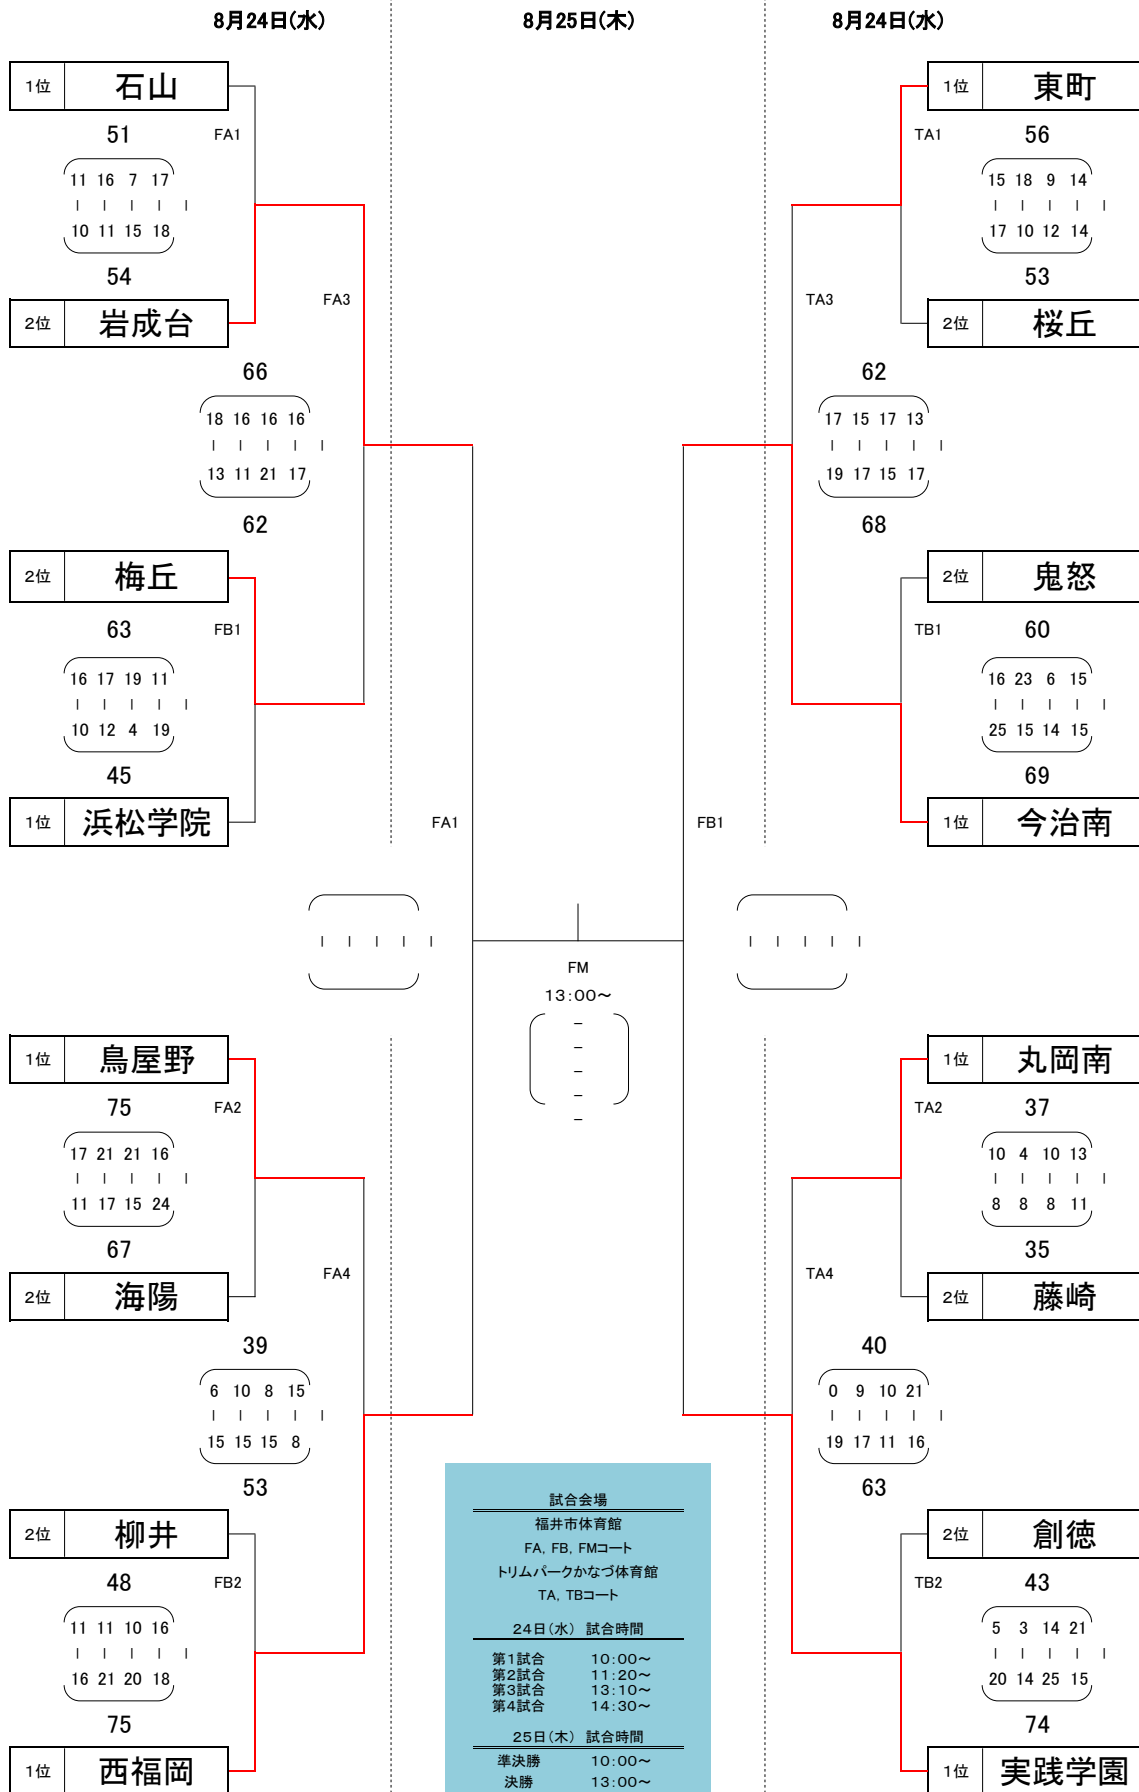 8月24日(水) 8月25日(木) 8月24日(水)
1位 石山
51
FA1
11 16 7 17
10 11 15 18
54
2位 岩成台
FA3
66
18 16 16 16
13 11 21 17
62
2位 梅丘
63
FB1
16 17 19 11
10 12 4 19
45
1位 浜松学院
FA1
1位 鳥屋野
75
FA2
17 21 21 16
11 17 15 24
67
2位 海陽
FA4
39
6 10 8 15
15 15 15 8
53
2位 柳井
48
FB2
11 11 10 16
16 21 20 18
75
1位 西福岡
FM
13:00～
1位 東町
TA1
56
15 18 9 14
17 10 12 14
53
2位 桜丘
TA3
62
17 15 17 13
19 17 15 17
68
2位 鬼怒
TB1
60
16 23 6 15
25 15 14 15
69
1位 今治南
FB1
1位 丸岡南
TA2
37
10 4 10 13
8 8 8 11
35
2位 藤崎
TA4
40
0 9 10 21
19 17 11 16
63
2位 創徳
TB2
43
5 3 14 21
20 14 25 15
74
1位 実践学園
試合会場
福井市体育館
FA, FB, FMコート
トリムパークかなづ体育館
TA, TBコート
24日(水) 試合時間
第1試合 10:00～
第2試合 11:20～
第3試合 13:10～
第4試合 14:30～
25日(木) 試合時間
準決勝 10:00～
決勝 13:00～